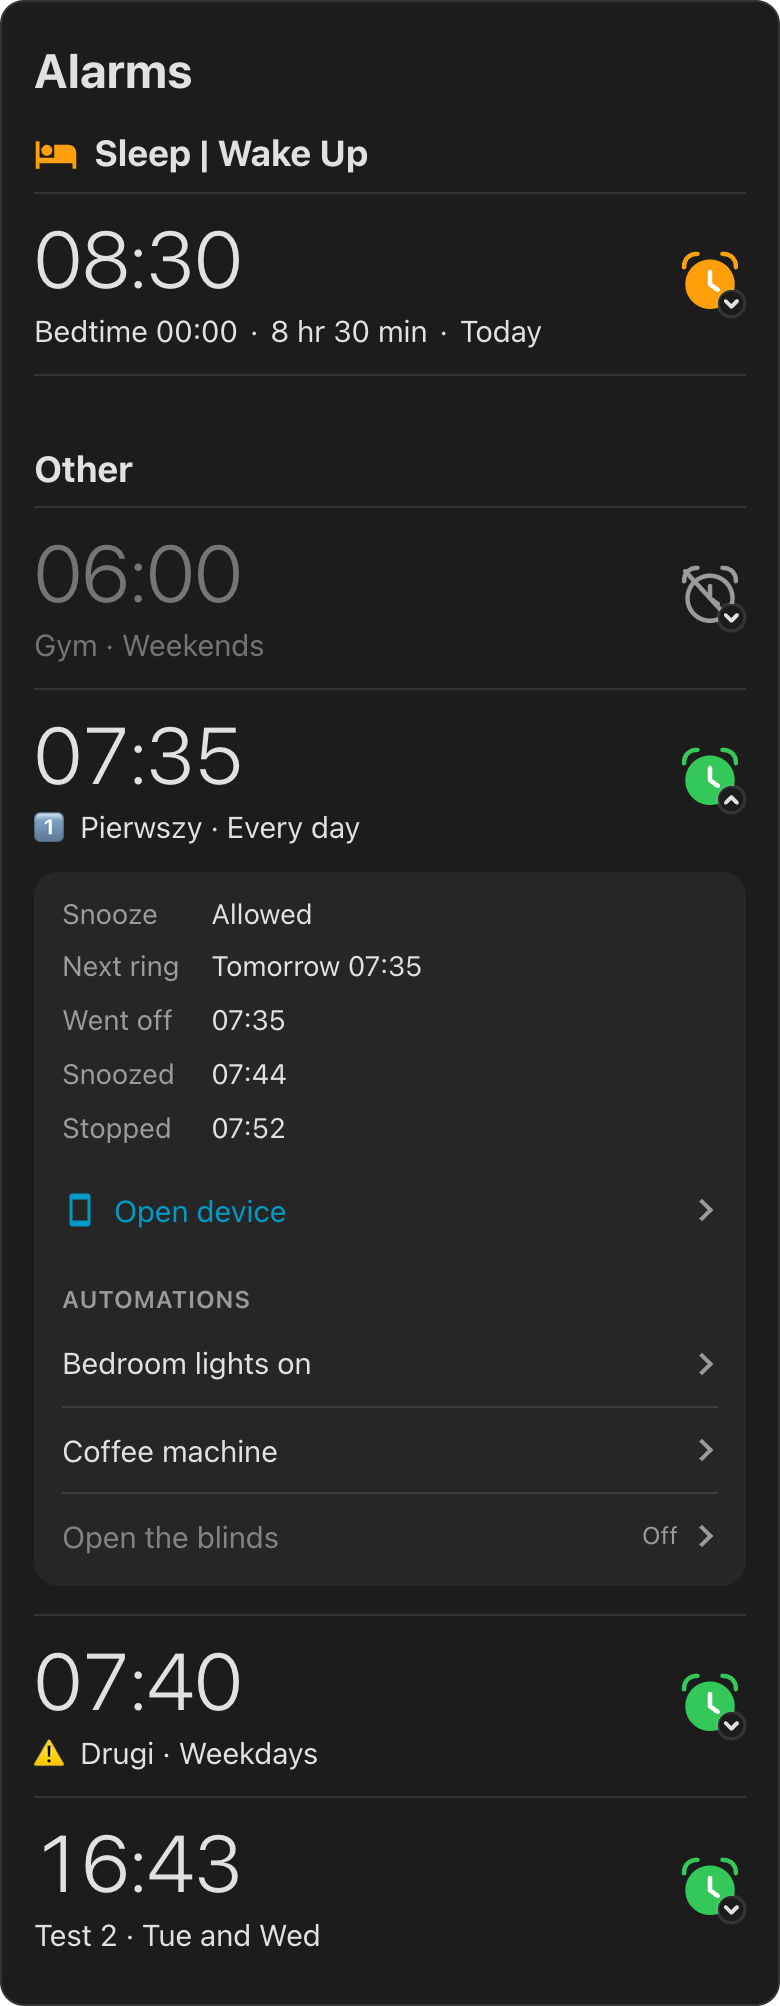 Alarms
Sleep | Wake Up
08:30
Bedtime 00:00 · 8 hr 30 min · Today
Other
06:00
Gym · Weekends
07:35
1️⃣ Pierwszy · Every day
Snooze Allowed
Next ring Tomorrow 07:35
Went off 07:35
Snoozed 07:44
Stopped 07:52
Open device
AUTOMATIONS
Bedroom lights on
Coffee machine
Open the blinds Off
07:40
⚠️ Drugi · Weekdays
16:43
Test 2 · Tue and Wed